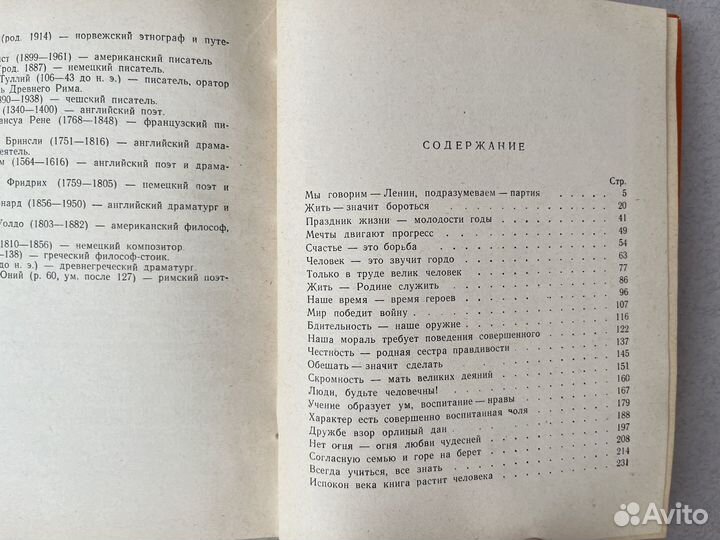 (род. 1914) — норвежский этнограф и путе-
ст (1899—1961) — американский писатель
род. 1887) — немецкий писатель.
Туллий (106—43 до н. э.) — писатель, оратор
ь Древнего Рима.
90—1938) — чешский писатель.
(1340—1400) — английский поэт.
ансуа Рене (1768—1848) — французский пи-
Бринсли (1751—1816) — английский драма-
еятель.
м (1564—1616) — английский поэт и драма-
Фридрих (1759—1805) — немецкий поэт и
нард (1856—1950) — английский драматург и
Уолдо (1803—1882) — американский философ,
1810—1856) — немецкий композитор.
—138) — греческий философ-стоик.
до н. э.) — древнегреческий драматург.
Юний (р. 60, ум. после 127) — римский поэт-
СОДЕРЖАНИЕ
Стр.
Мы говорим — Ленин, подразумеваем — партия . . . . 5
Жить — значит бороться . . . . 20
Праздник жизни — молодости годы . . . . 41
Мечты двигают прогресс . . . . 49
Счастье — это борьба . . . . 54
Человек — это звучит гордо . . . . 63
Только в труде велик человек . . . . 77
Жить — Родине служить . . . . 86
Наше время — время героев . . . . 96
Мир победит войну . . . . 107
Бдительность — наше оружие . . . . 116
Наша мораль требует поведения совершенного . . . . 122
Честность — родная сестра правдивости . . . . 137
Обещать — значит сделать . . . . 145
Скромность — мать великих деяний . . . . 151
Люди, будьте человечны! . . . . 160
Учение образует ум, воспитание — нравы . . . . 167
Характер есть совершенно воспитанная воля . . . . 179
Дружбе взор орлиный дан . . . . 188
Нет огня — огня любви чудесней . . . . 197
Согласную семью и горе на берет . . . . 208
Всегда учиться, все знать . . . . 214
Испокон века книга растит человека . . . . 231
Avito